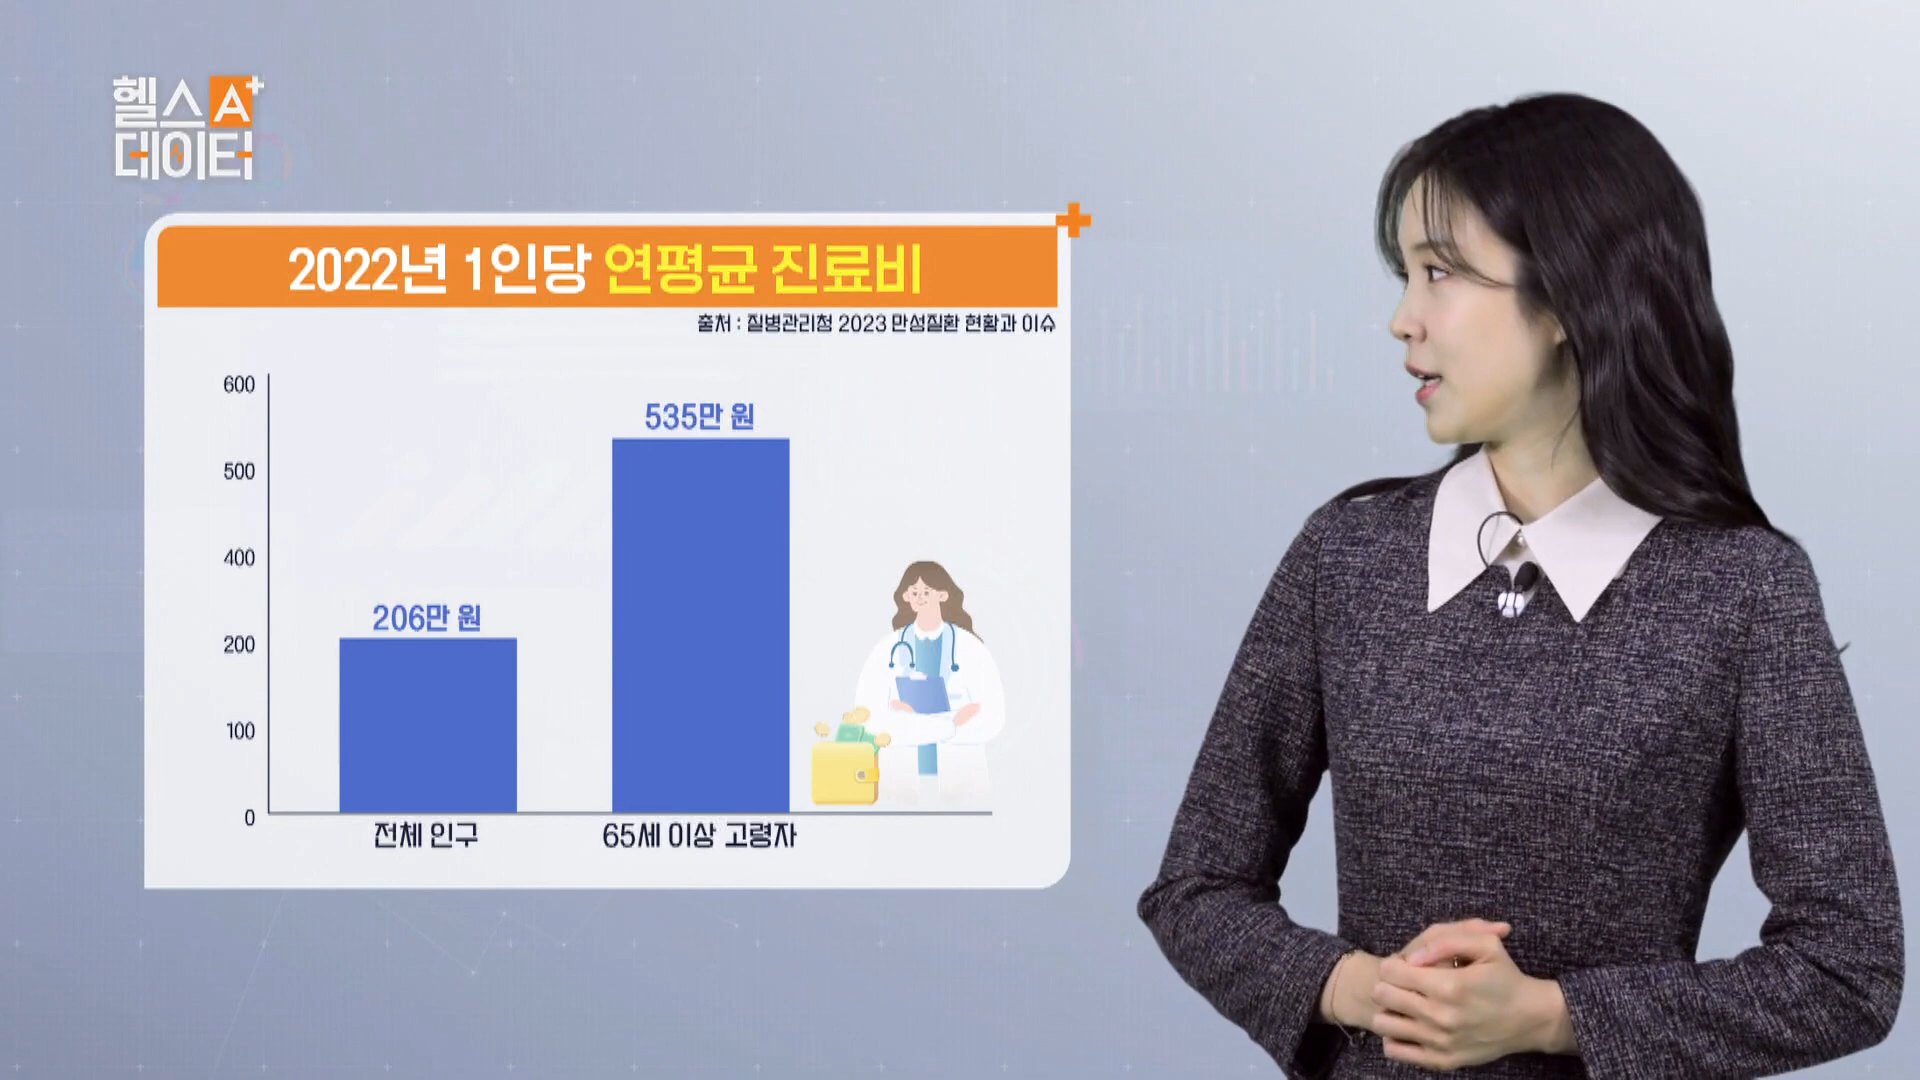 헬스 A+
데이터
2022년 1인당 연평균 진료비
출처 : 질병관리청 2023 만성질환 현황과 이슈
600
500
400
200
100
0
206만 원
535만 원
전체 인구
65세 이상 고령자